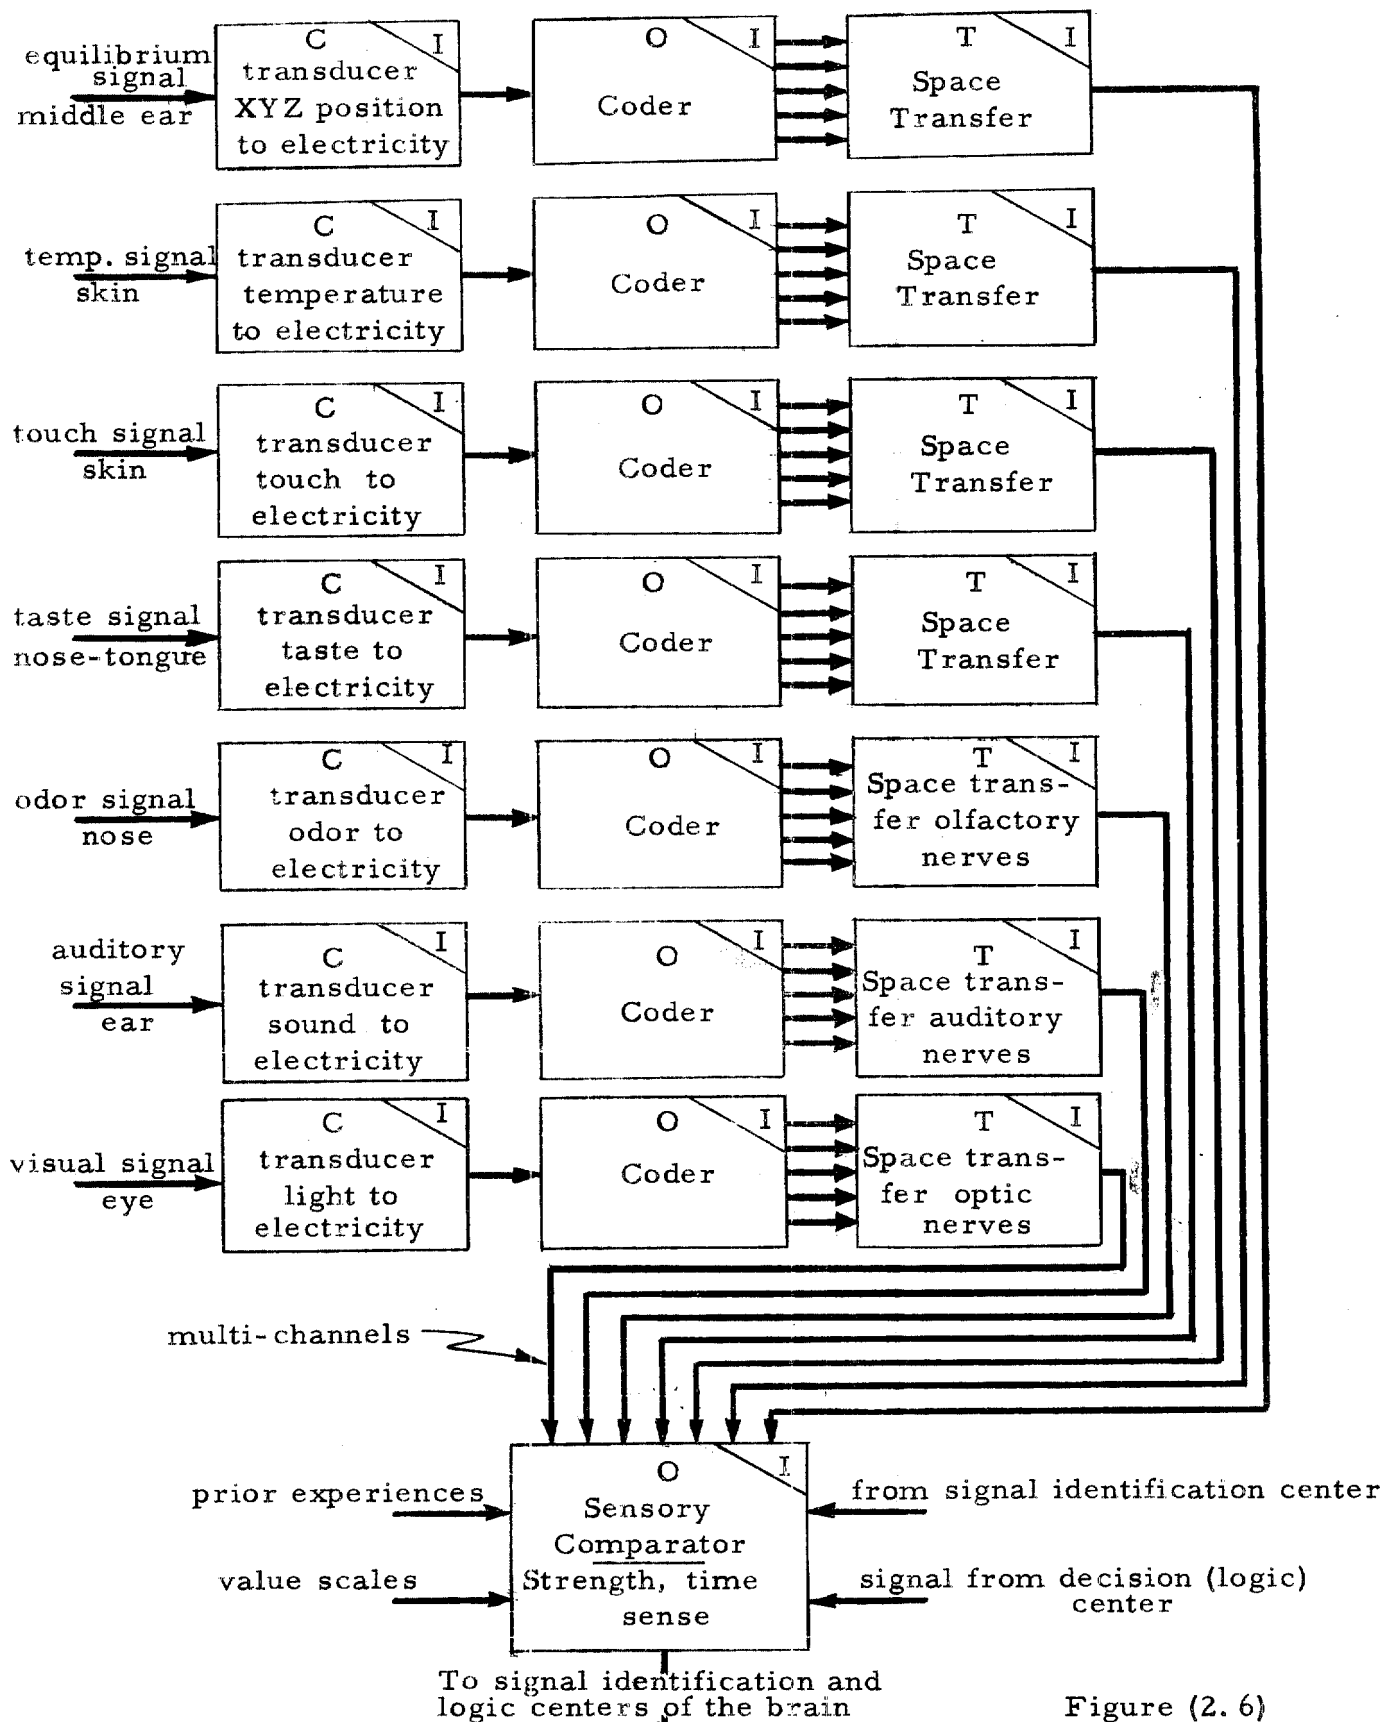 equilibrium
signal
middle ear
C
I
transducer
XYZ position
to electricity
O
I
Coder
T
I
Space
Transfer
temp. signal
skin
C
I
transducer
temperature
to electricity
O
I
Coder
T
I
Space
Transfer
touch signal
skin
C
I
transducer
touch to
electricity
O
I
Coder
T
I
Space
Transfer
taste signal
nose-tongue
C
I
transducer
taste to
electricity
O
I
Coder
T
I
Space
Transfer
odor signal
nose
C
I
transducer
odor to
electricity
O
I
Coder
T
I
Space trans-
fer olfactory
nerves
auditory
signal
ear
C
I
transducer
sound to
electricity
O
I
Coder
T
I
Space trans-
fer auditory
nerves
visual signal
eye
C
I
transducer
light to
electricity
O
I
Coder
T
I
Space trans-
fer optic
nerves
multi-channels
prior experiences
value scales
O
I
Sensory
Comparator
Strength, time
sense
from signal identification center
signal from decision (logic)
center
To signal identification and
logic centers of the brain
Figure (2.6)